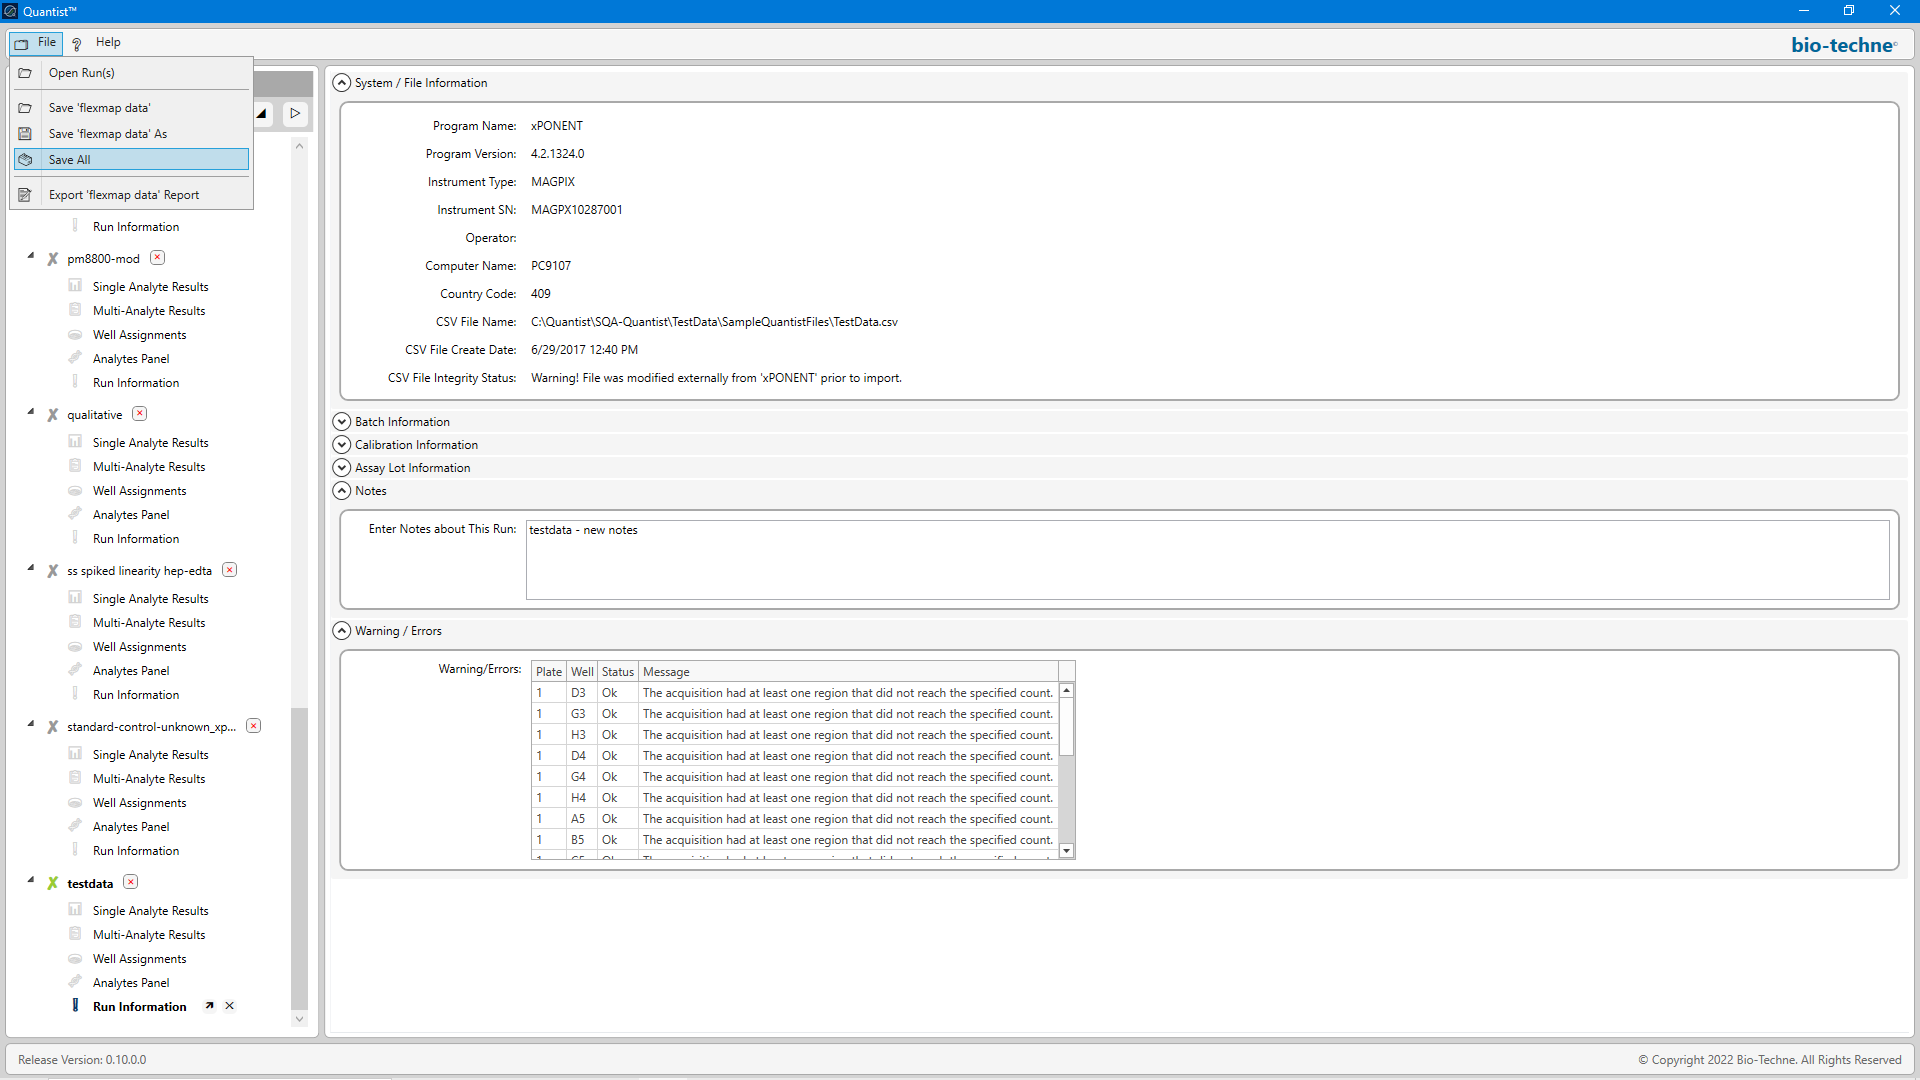 Quantist™
File
Help
bio-techne
Open Run(s)
Save 'flexmap data'
Save 'flexmap data' As
Save All
Export 'flexmap data' Report
Run Information
pm8800-mod
Single Analyte Results
Multi-Analyte Results
Well Assignments
Analytes Panel
Run Information
qualitative
Single Analyte Results
Multi-Analyte Results
Well Assignments
Analytes Panel
Run Information
ss spiked linearity hep-edta
Single Analyte Results
Multi-Analyte Results
Well Assignments
Analytes Panel
Run Information
standard-control-unknown_xp...
Single Analyte Results
Multi-Analyte Results
Well Assignments
Analytes Panel
Run Information
testdata
Single Analyte Results
Multi-Analyte Results
Well Assignments
Analytes Panel
Run Information
System / File Information
Program Name: xPONENT
Program Version: 4.2.1324.0
Instrument Type: MAGPIX
Instrument SN: MAGPX10287001
Operator:
Computer Name: PC9107
Country Code: 409
CSV File Name: C:\Quantist\SQA-Quantist\TestData\SampleQuantistFiles\TestData.csv
CSV File Create Date: 6/29/2017 12:40 PM
CSV File Integrity Status: Warning! File was modified externally from 'xPONENT' prior to import.
Batch Information
Calibration Information
Assay Lot Information
Notes
Enter Notes about This Run: testdata - new notes
Warning / Errors
Warning/Errors: Plate Well Status Message
1 D3 Ok The acquisition had at least one region that did not reach the specified count.
1 G3 Ok The acquisition had at least one region that did not reach the specified count.
1 H3 Ok The acquisition had at least one region that did not reach the specified count.
1 D4 Ok The acquisition had at least one region that did not reach the specified count.
1 G4 Ok The acquisition had at least one region that did not reach the specified count.
1 H4 Ok The acquisition had at least one region that did not reach the specified count.
1 A5 Ok The acquisition had at least one region that did not reach the specified count.
1 B5 Ok The acquisition had at least one region that did not reach the specified count.
Release Version: 0.10.0.0
© Copyright 2022 Bio-Techne. All Rights Reserved